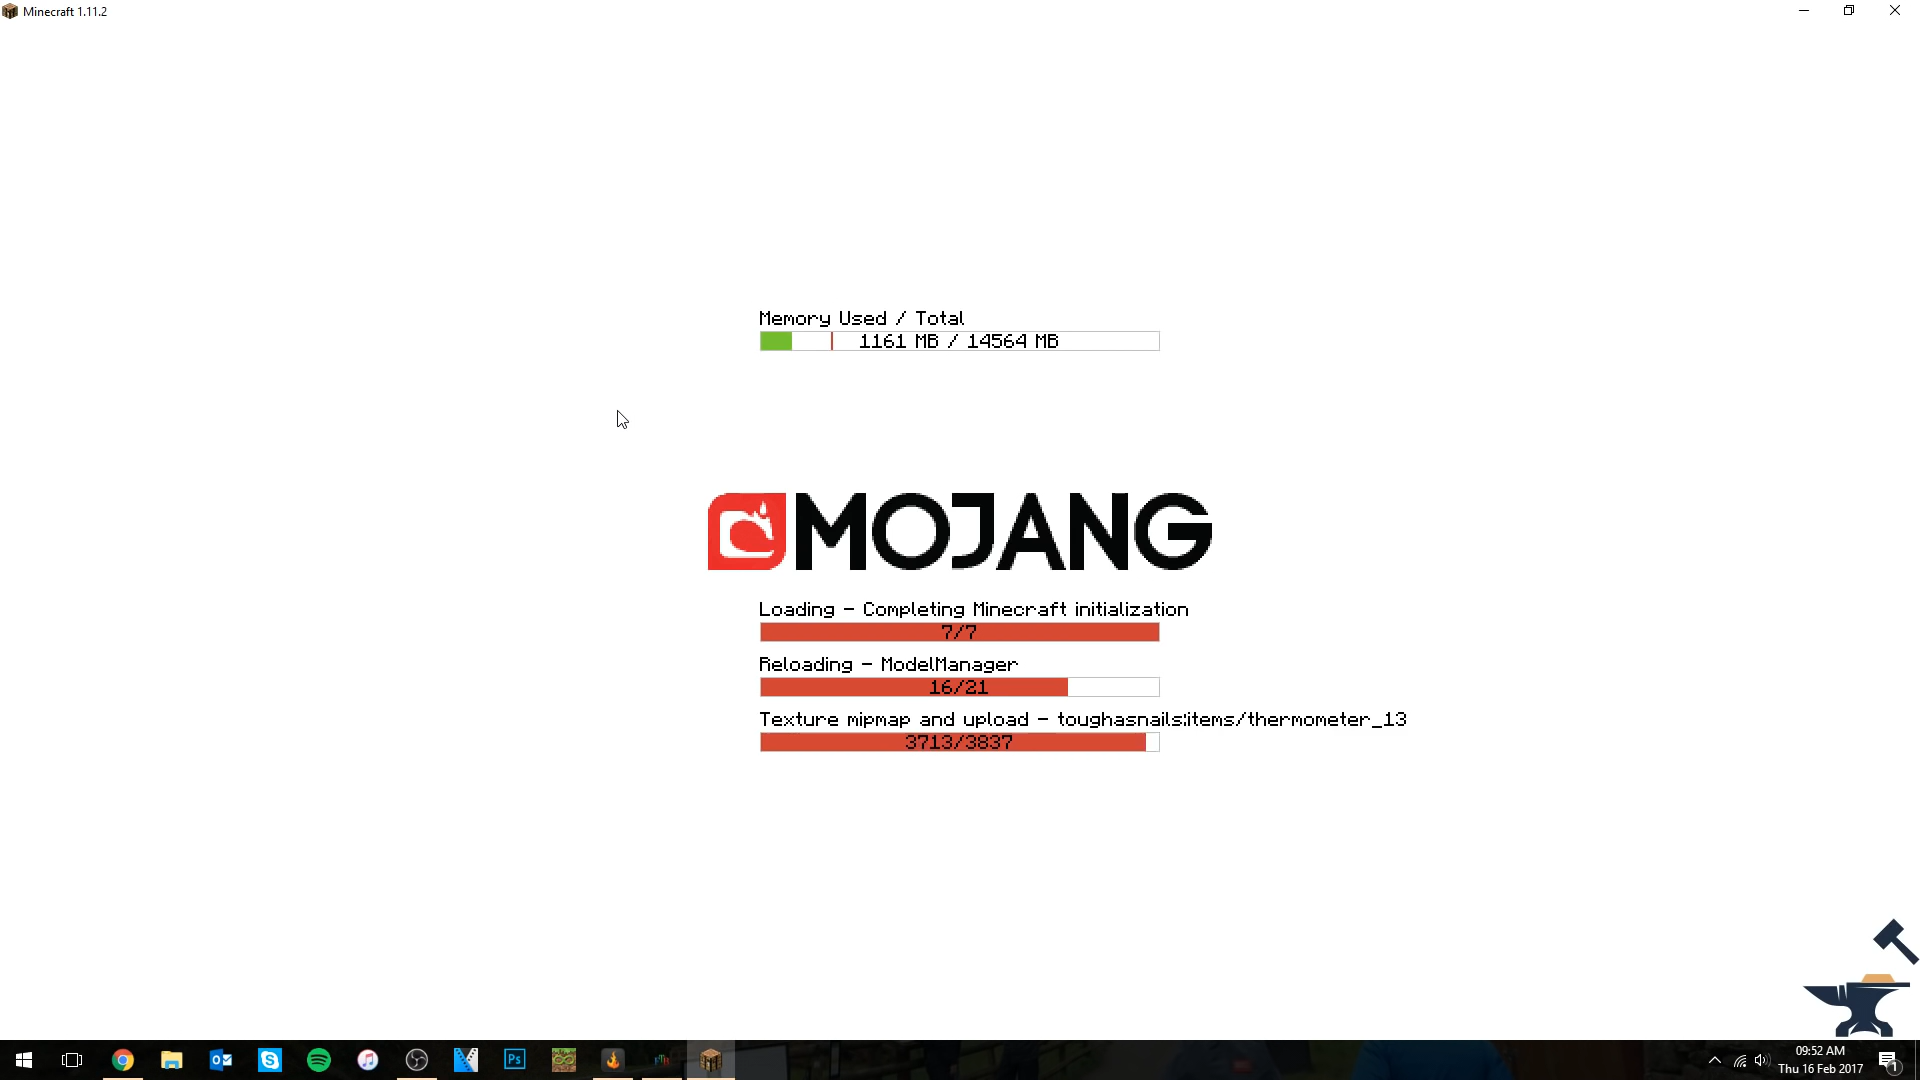 Minecraft 1.11.2
Memory Used / Total
1161 MB / 14564 MB
MOJANG
Loading - Completing Minecraft initialization
7/7
Reloading - ModelManager
16/21
Texture mipmap and upload - toughasnails:items/thermometer_13
3713/3837
Ps
09:52 AM
Thu 16 Feb 2017
1